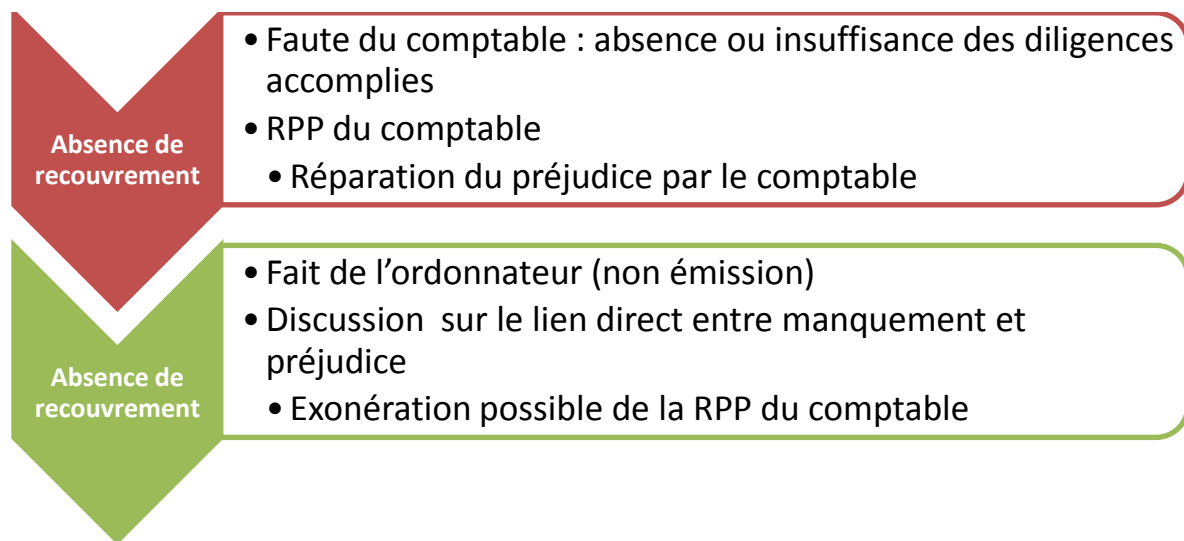 Absence de
recouvrement
• Faute du comptable : absence ou insuffisance des diligences
accomplies
• RPP du comptable
• Réparation du préjudice par le comptable
Absence de
recouvrement
• Fait de l’ordonnateur (non émission)
• Discussion sur le lien direct entre manquement et
préjudice
• Exonération possible de la RPP du comptable